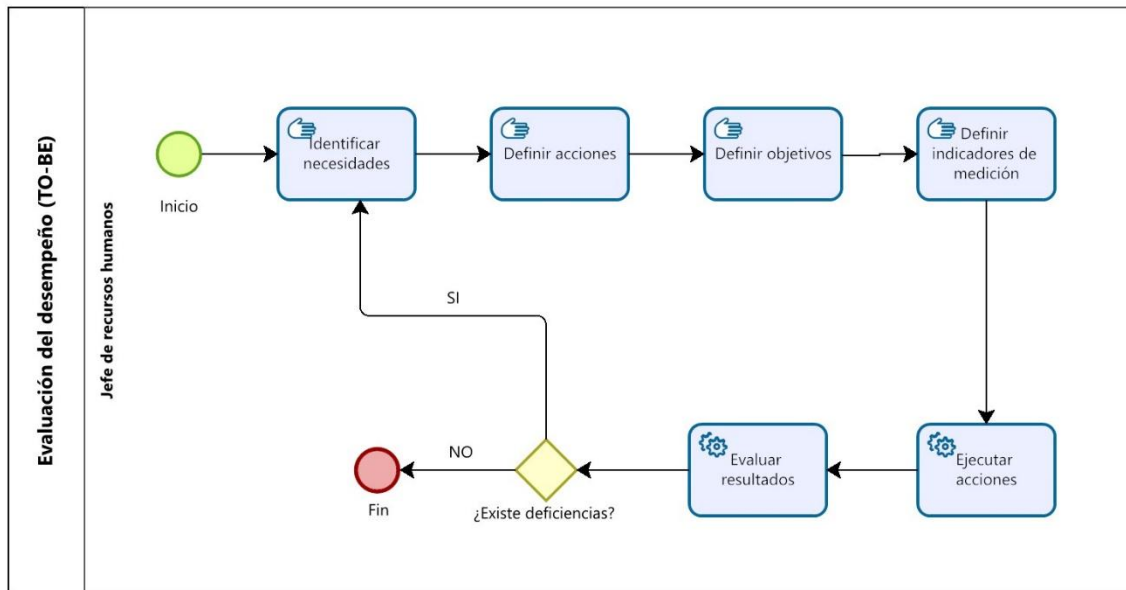 Evaluación del desempeño (TO-BE)
Jefe de recursos humanos
Inicio
Identificar
necesidades
Definir acciones
Definir objetivos
Definir
indicadores de
medición
SI
NO
Fin
¿Existe deficiencias?
Evaluar
resultados
Ejecutar
acciones